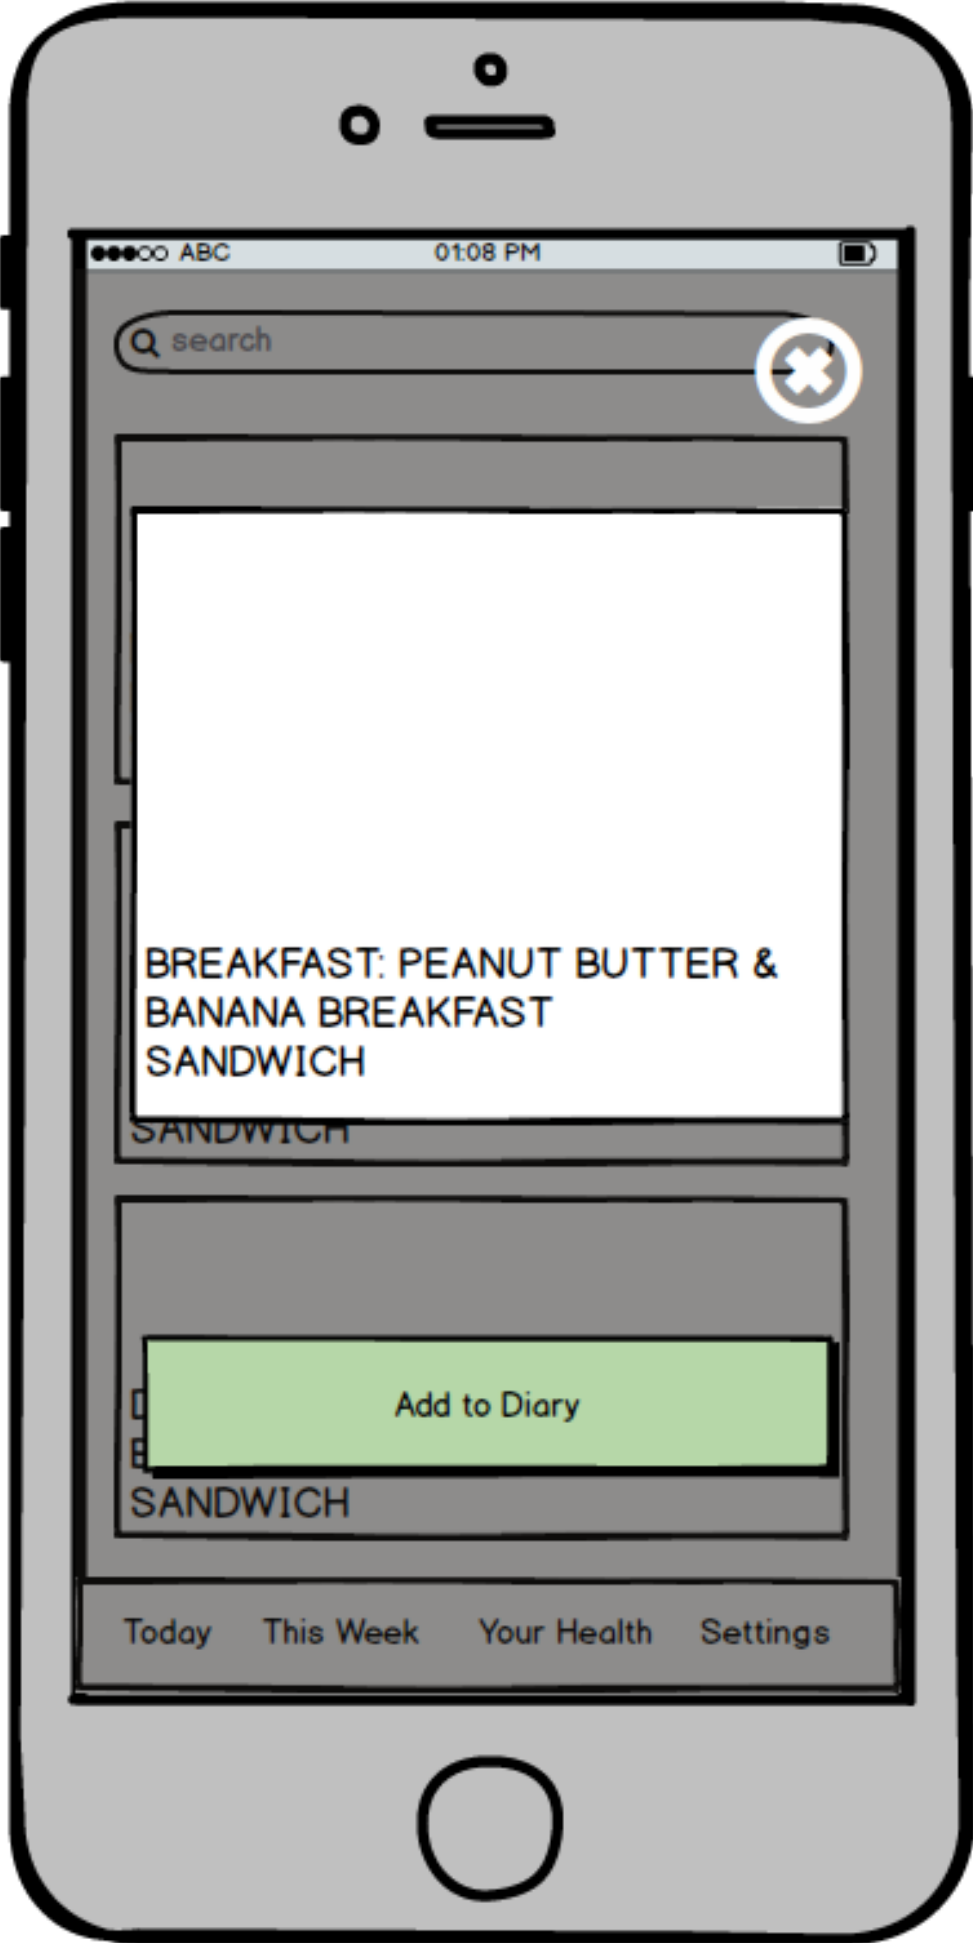 ABC 01:08 PM
search
BREAKFAST: PEANUT BUTTER &
BANANA BREAKFAST
SANDWICH
SANDWICH
Add to Diary
SANDWICH
Today This Week Your Health Settings